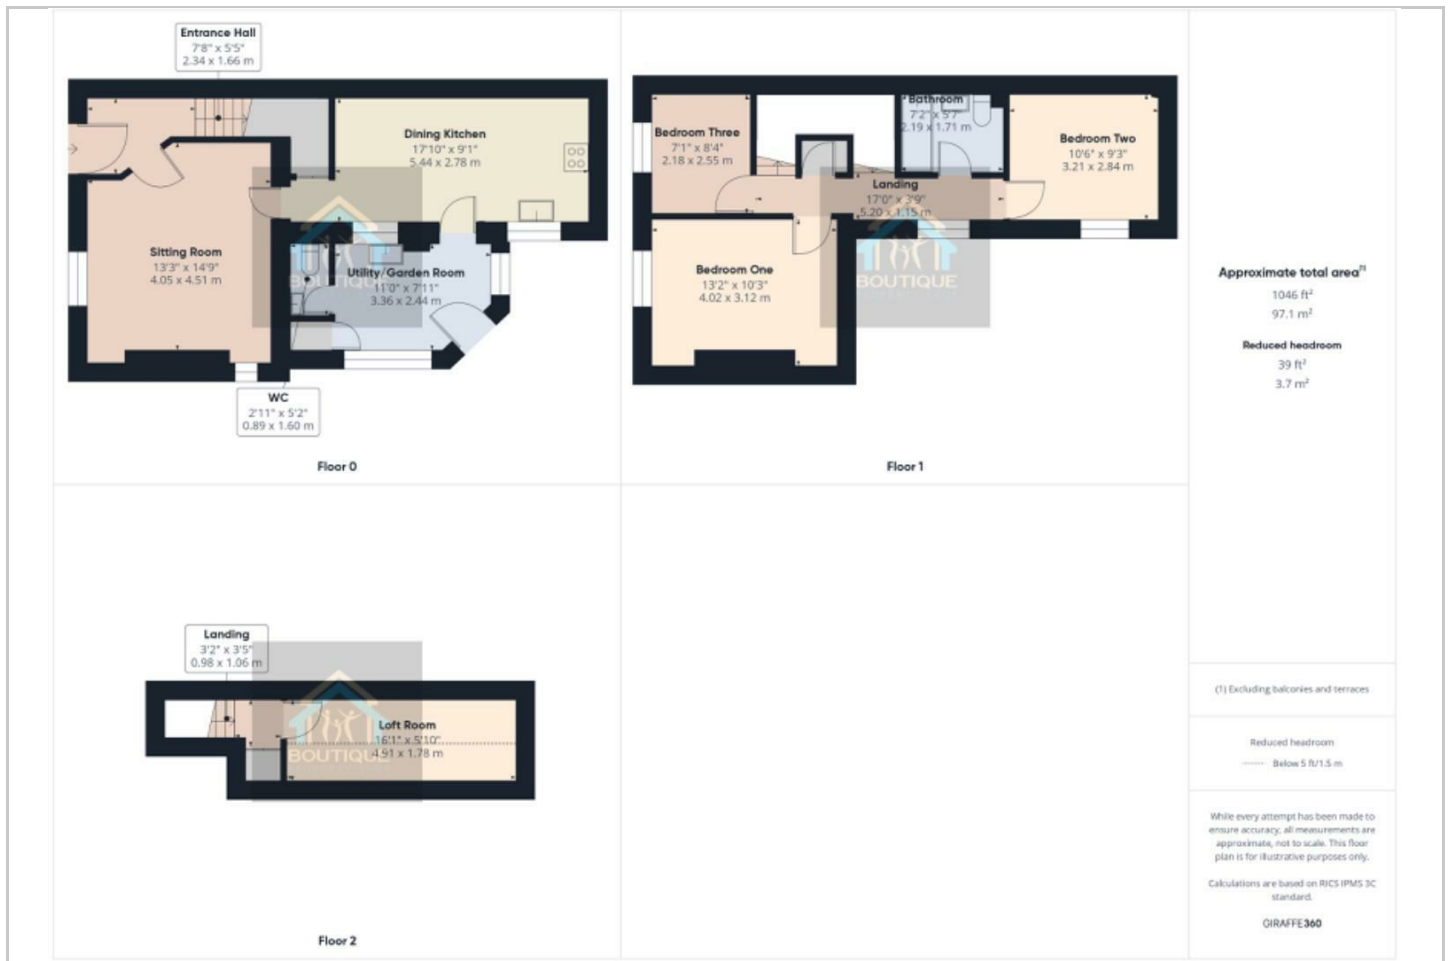 Entrance Hall
7'8" x 5'5"
2.34 x 1.66 m
Dining Kitchen
17'10" x 9'1"
5.44 x 2.78 m
Sitting Room
13'3" x 14'9"
4.05 x 4.51 m
Utility/Garden Room
11'0" x 7'11"
3.36 x 2.44 m
BOUTIQUE
WC
2'11" x 5'2"
0.89 x 1.60 m
Floor 0
Bedroom Three
7'1" x 8'4"
2.18 x 2.55 m
Bathroom
7'2" x 5'7"
2.19 x 1.71 m
Bedroom Two
10'6" x 9'3"
3.21 x 2.84 m
Landing
17'0" x 3'9"
5.20 x 1.15 m
Bedroom One
13'2" x 10'3"
4.02 x 3.12 m
BOUTIQUE
Floor 1
Landing
3'2" x 3'5"
0.98 x 1.06 m
Loft Room
16'1" x 5'10"
4.91 x 1.78 m
BOUTIQUE
Floor 2
Approximate total area(1)
1046 ft²
97.1 m²
Reduced headroom
39 ft²
3.7 m²
(1) Excluding balconies and terraces
Reduced headroom
Below 5 ft/1.5 m
While every attempt has been made to
ensure accuracy, all measurements are
approximate, not to scale. This floor
plan is for illustrative purposes only.
Calculations are based on RICS IPMS 3C
standard.
GIRAFFE360